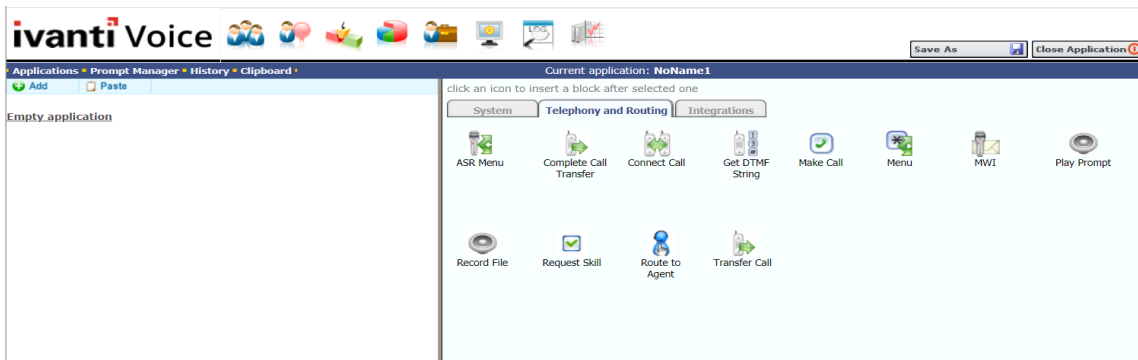 ivanti Voice
Save As
Close Application
Applications Prompt Manager History Clipboard
Current application: NoName1
Add Paste
click an icon to insert a block after selected one
System Telephony and Routing Integrations
Empty application
ASR Menu
Complete Call Transfer
Connect Call
Get DTMF String
Make Call
Menu
MWI
Play Prompt
Record File
Request Skill
Route to Agent
Transfer Call